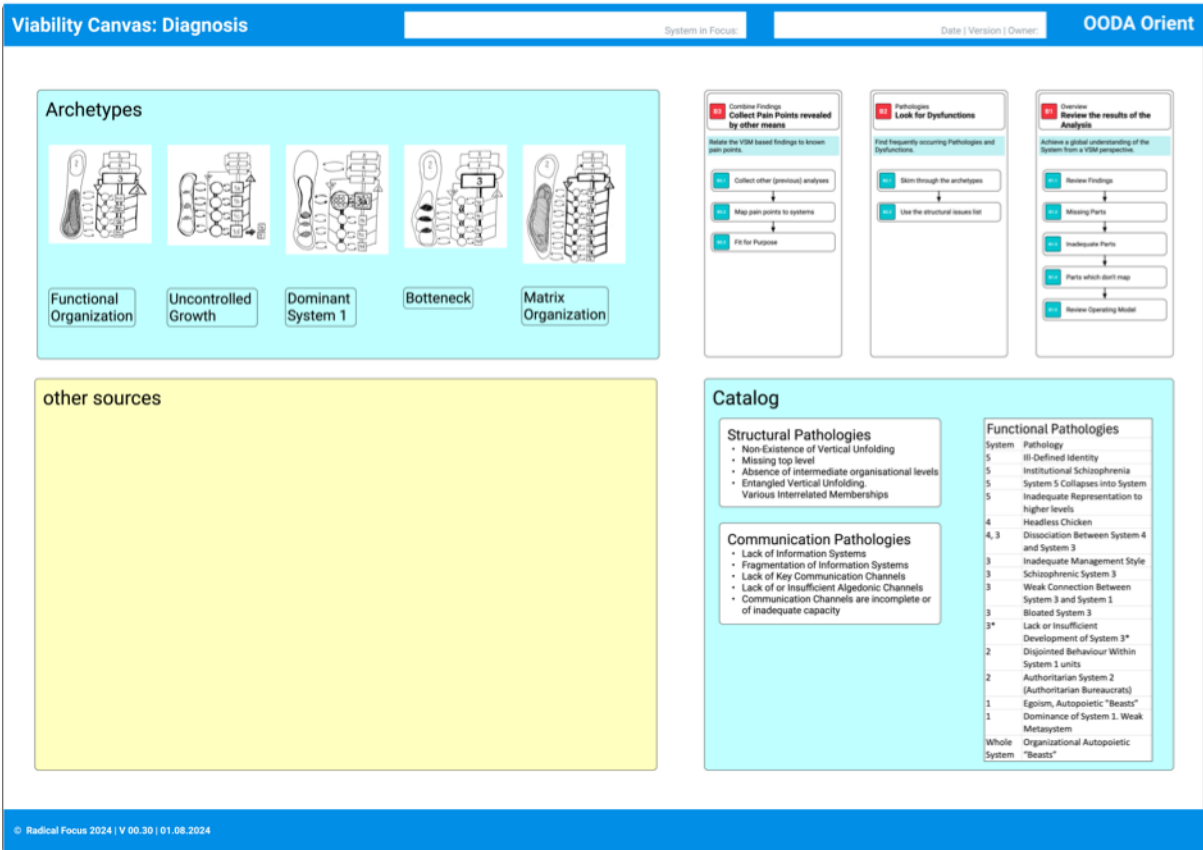 Viability Canvas: Diagnosis
System in Focus:
Date | Version | Owner:
OODA Orient
Archetypes
Functional
Organization
Uncontrolled
Growth
Dominant
System 1
Botteneck
Matrix
Organization
B3
Combine Findings
Collect Pain Points revealed
by other means
Relate the VSM based findings to known
pain points.
Collect other (previous) analyses
Map pain points to systems
Fit for Purpose
B2
Pathologies
Look for Dysfunctions
Find frequently occurring Pathologies and
Dysfunctions.
Skim through the archetypes
Use the structural issues list
B1
Overview
Review the results of the
Analysis
Achieve a global understanding of the
System from a VSM perspective.
Review Findings
Missing Parts
Inadequate Parts
Parts which don't map
Review Operating Model
other sources
Catalog
Structural Pathologies
• Non-Existence of Vertical Unfolding
• Missing top level
• Absence of intermediate organisational levels
• Entangled Vertical Unfolding.
Various Interrelated Memberships
Communication Pathologies
• Lack of Information Systems
• Fragmentation of Information Systems
• Lack of Key Communication Channels
• Lack of or Insufficient Algedonic Channels
• Communication Channels are incomplete or
of inadequate capacity
Functional Pathologies
System Pathology
5 Ill-Defined Identity
5 Institutional Schizophrenia
5 System 5 Collapses into System
5 Inadequate Representation to
higher levels
4 Headless Chicken
4, 3 Dissociation Between System 4
and System 3
3 Inadequate Management Style
3 Schizophrenic System 3
3 Weak Connection Between
System 3 and System 1
3 Bloated System 3
3* Lack or Insufficient
Development of System 3*
2 Disjointed Behaviour Within
System 1 units
2 Authoritarian System 2
(Authoritarian Bureaucrats)
1 Egoism, Autopoietic "Beasts"
1 Dominance of System 1. Weak
Metasystem
Whole Organizational Autopoietic
System "Beasts"
© Radical Focus 2024 | V 00.30 | 01.08.2024